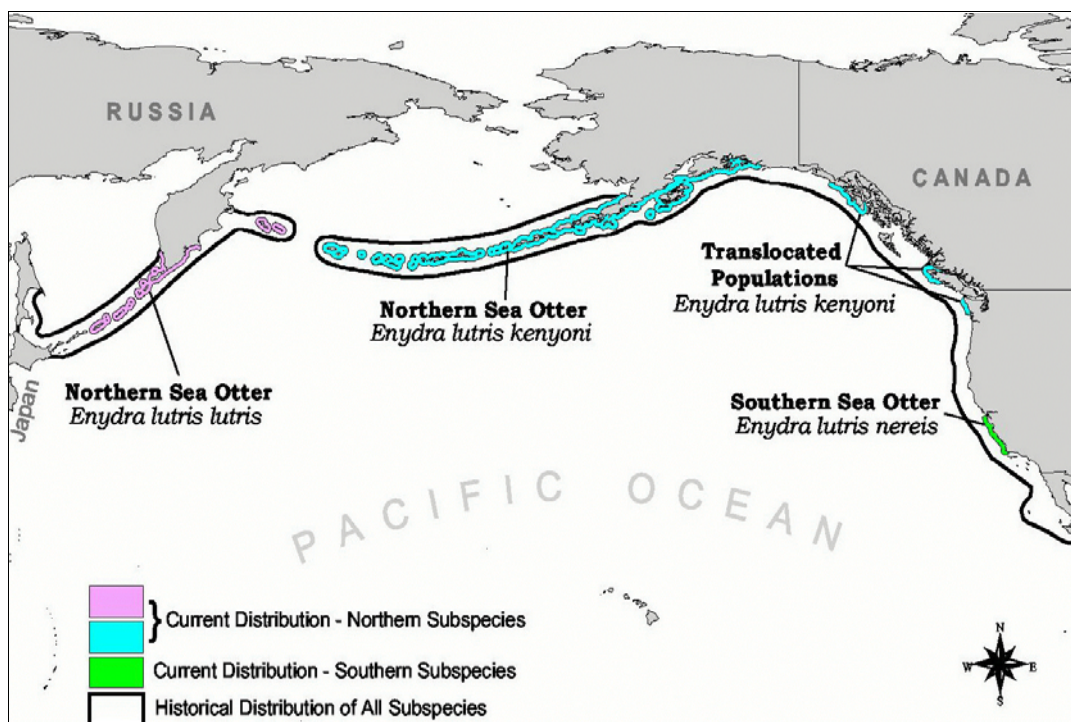 RUSSIA
CANADA
Translocated
Populations
Enydra lutris kenyoni
Northern Sea Otter
Enydra lutris kenyoni
Northern Sea Otter
Enydra lutris lutris
Japan
Southern Sea Otter
Enydra lutris nereis
PACIFIC OCEAN
Current Distribution - Northern Subspecies
Current Distribution - Southern Subspecies
Historical Distribution of All Subspecies
N
W E
S